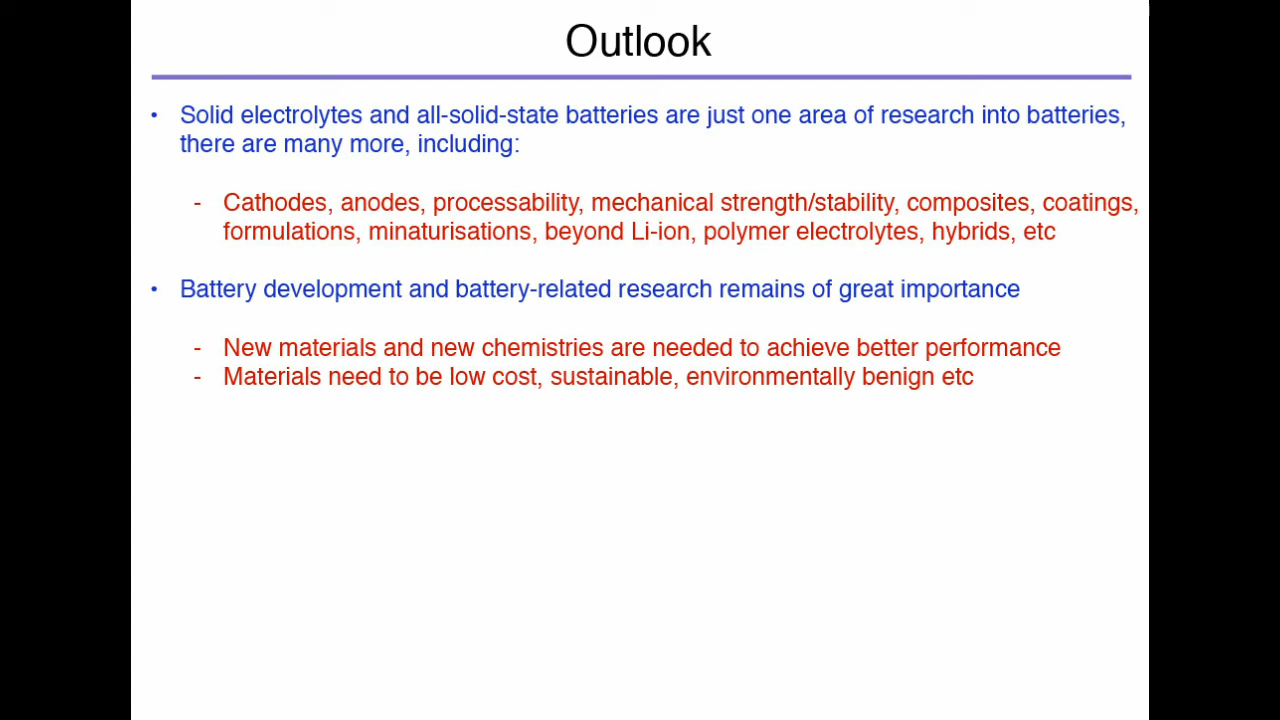 Outlook
• Solid electrolytes and all-solid-state batteries are just one area of research into batteries,
there are many more, including:
- Cathodes, anodes, processability, mechanical strength/stability, composites, coatings,
formulations, minaturisations, beyond Li-ion, polymer electrolytes, hybrids, etc
• Battery development and battery-related research remains of great importance
- New materials and new chemistries are needed to achieve better performance
- Materials need to be low cost, sustainable, environmentally benign etc